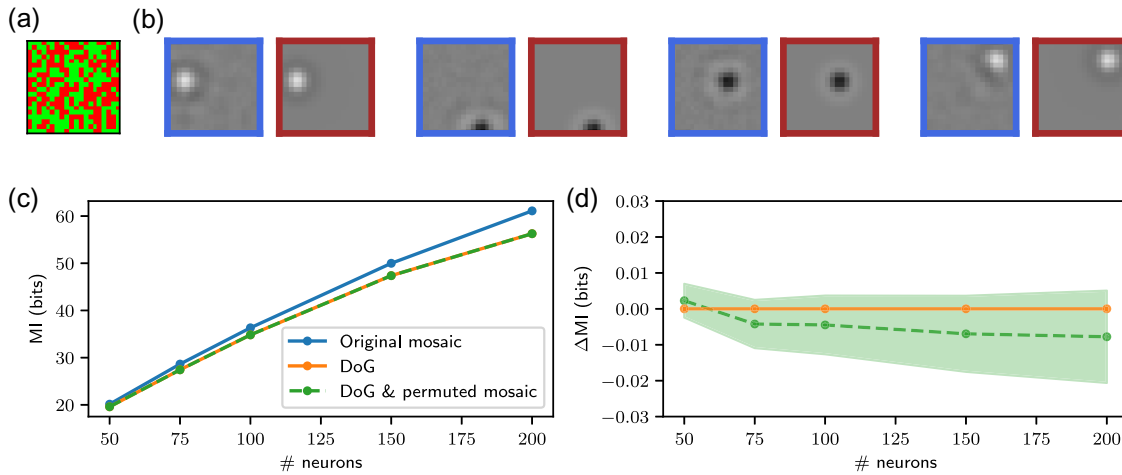 (a)
(b)
(c)
MI (bits)
60
50
40
30
20
50
75
100
125
150
175
200
# neurons
Original mosaic
DoG
DoG & permuted mosaic
(d)
ΔMI (bits)
0.03
0.02
0.01
0.00
−0.01
−0.02
−0.03
50
75
100
125
150
175
200
# neurons